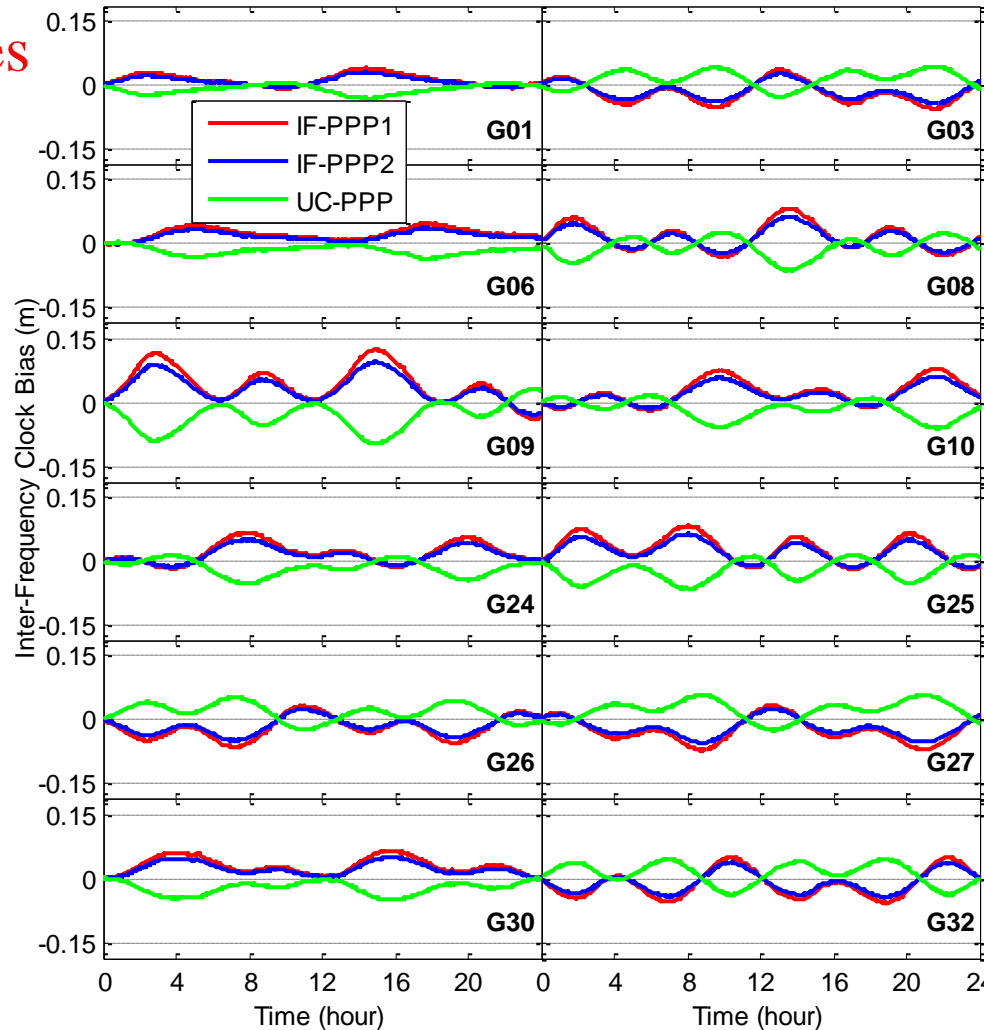 es
0.15
0
-0.15
IF-PPP1
IF-PPP2
UC-PPP
G01
G03
0.15
0
-0.15
G06
G08
0.15
0
-0.15
G09
G10
0.15
0
-0.15
G24
G25
0.15
0
-0.15
G26
G27
0.15
0
-0.15
G30
G32
Inter-Frequency Clock Bias (m)
0 4 8 12 16 20 0 4 8 12 16 20 24
Time (hour) Time (hour)